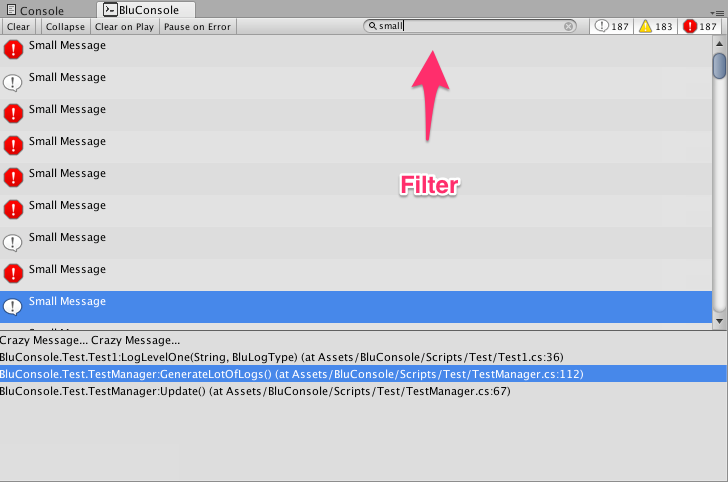 Console BluConsole
Clear Collapse Clear on Play Pause on Error small 187 183 187
Small Message
Small Message
Small Message
Small Message
Small Message
Filter
Small Message
Small Message
Small Message
Small Message
Crazy Message... Crazy Message...
BluConsole.Test.Test1:LogLevelOne(String, BluLogType) (at Assets/BluConsole/Scripts/Test/Test1.cs:36)
BluConsole.Test.TestManager:GenerateLotOfLogs() (at Assets/BluConsole/Scripts/Test/TestManager.cs:112)
BluConsole.Test.TestManager:Update() (at Assets/BluConsole/Scripts/Test/TestManager.cs:67)